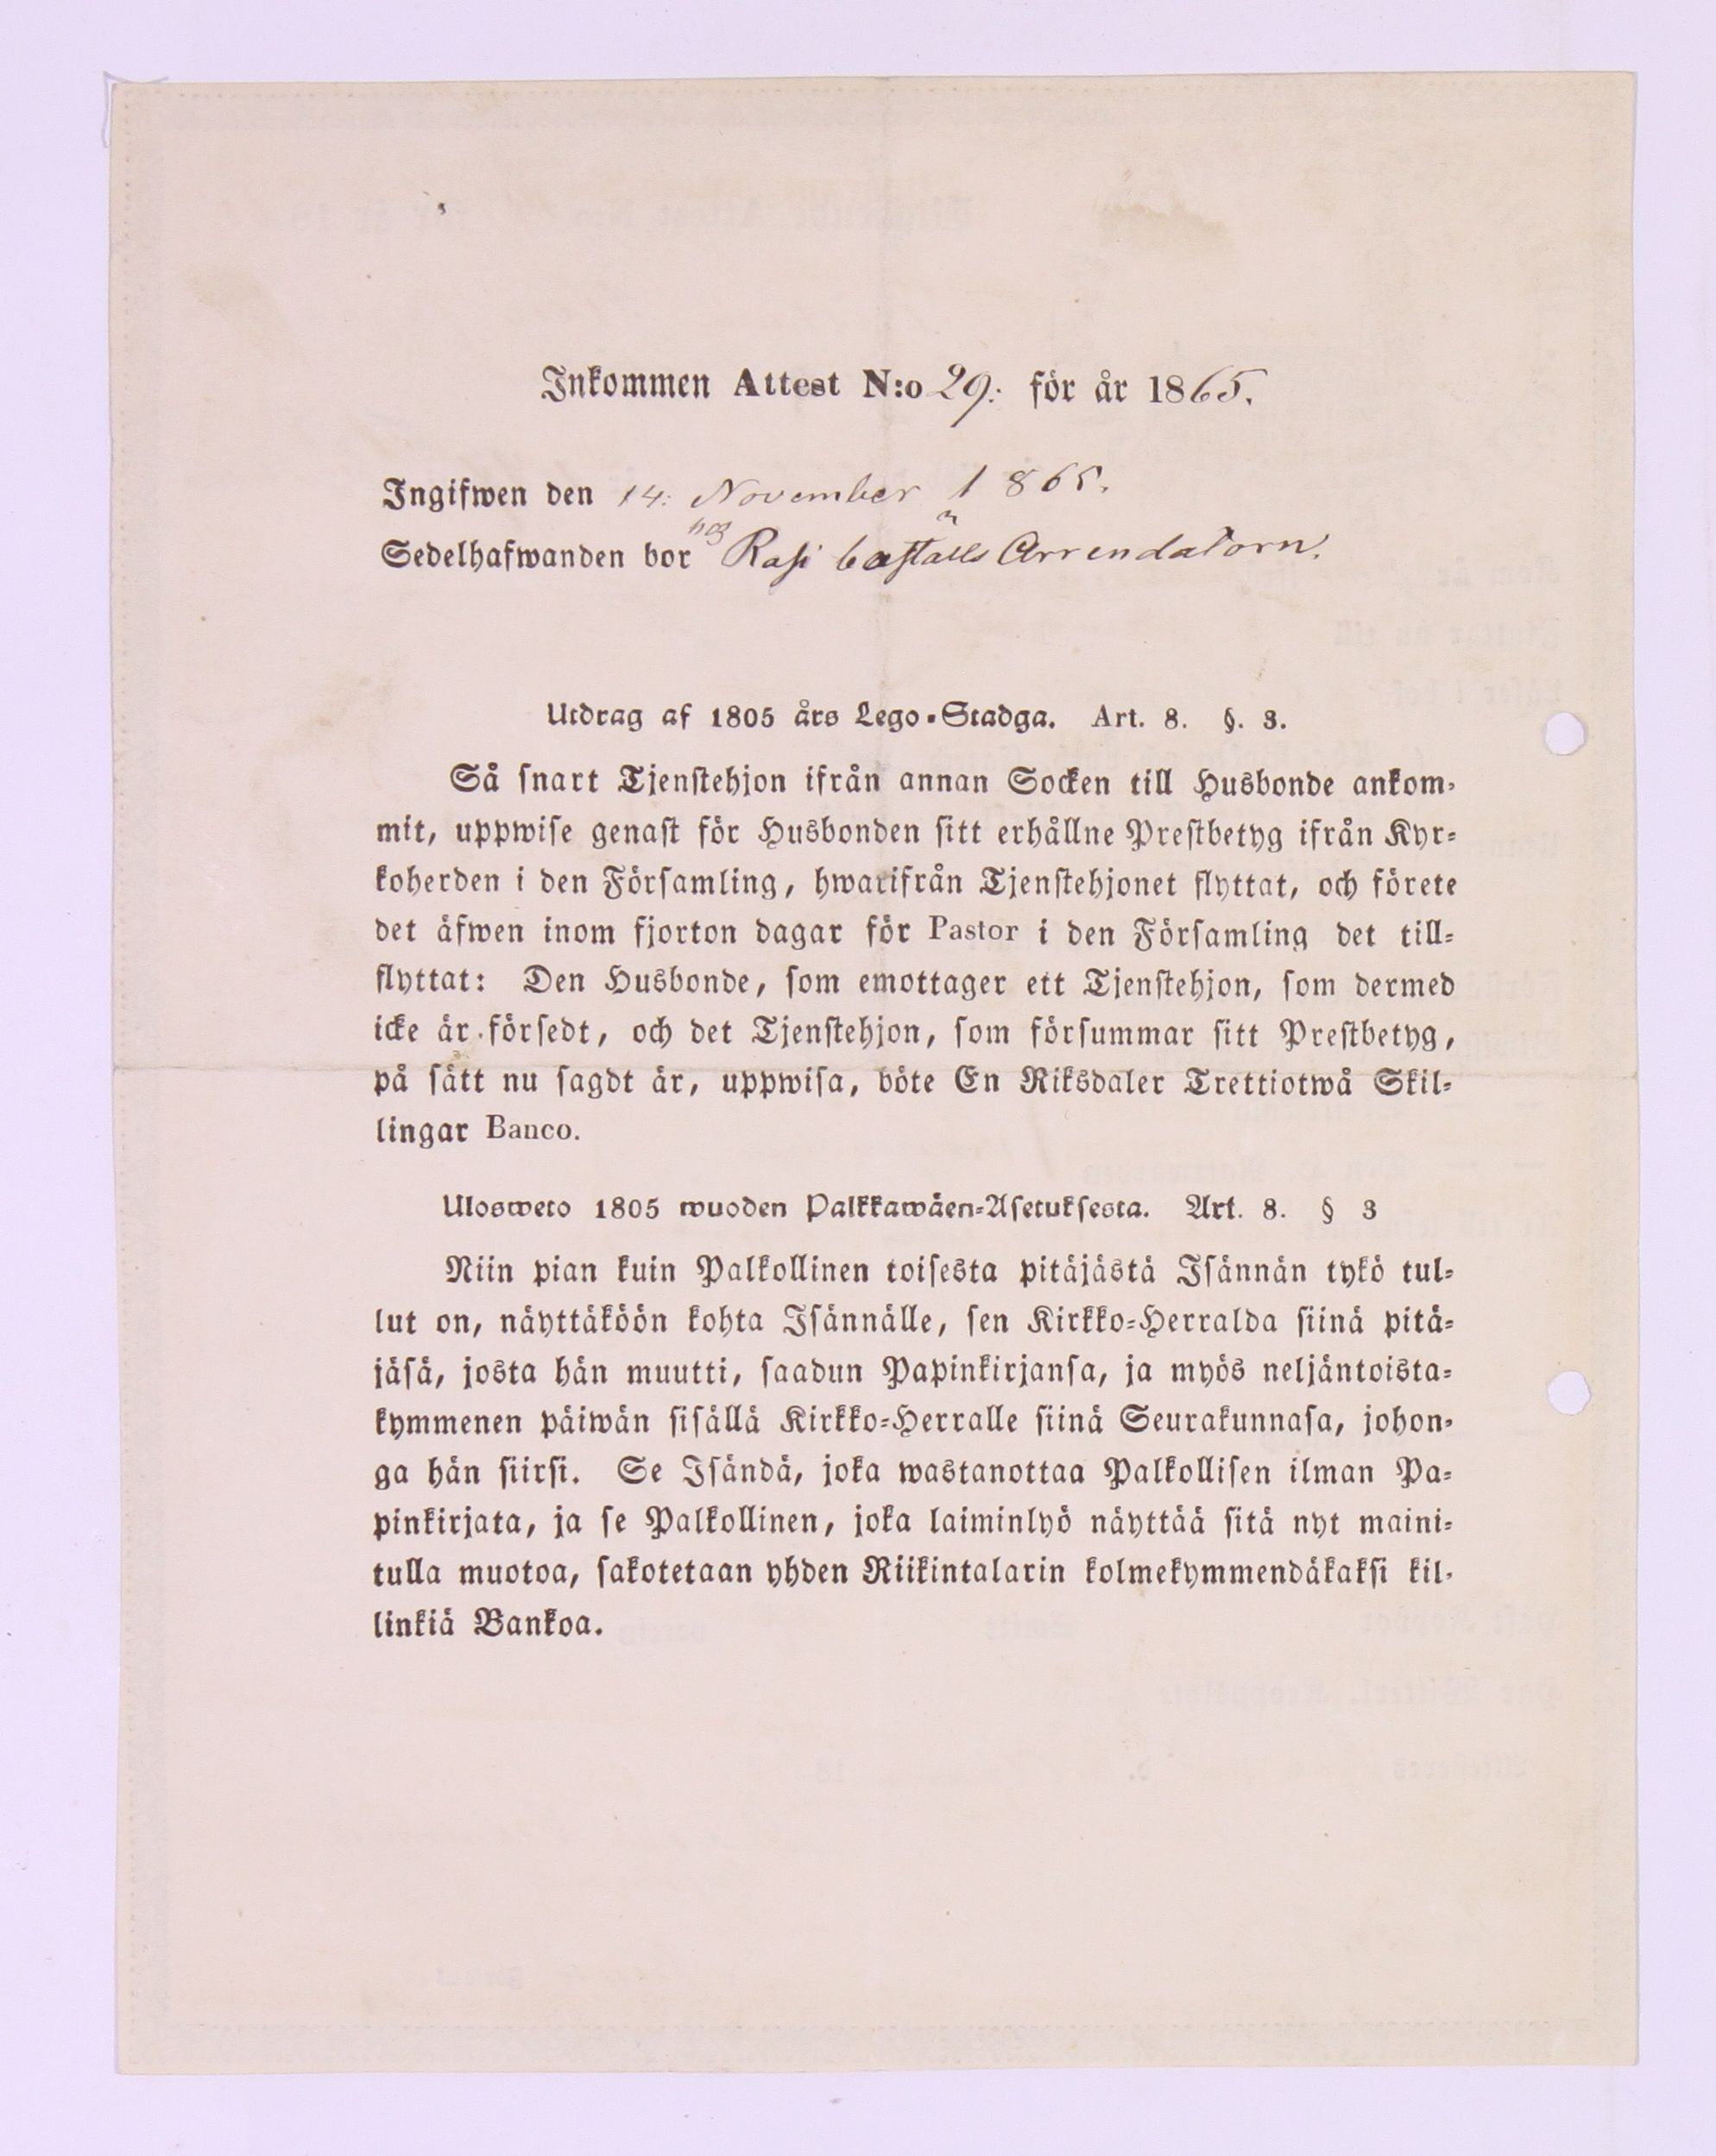 Inkommen Attest N:o 29: för år 1865.
Ingifwen den 14: November 1865.
Sedelhafwanden bor hos Rasi boställs Arrendatorn.
Utdrag af 1805 års Lego-Stadga. Art. 8. §. 3.
Så snart Tjenstehjon ifrån annan Socken till Husbonde ankom-
mit, uppwise genast för Husbonden sitt erhållne Prestbetyg ifrån Kyr-
koherden i den Församling, hwarifrån Tjenstehjonet flyttat, och förete
det äfwen inom fjorton dagar för Pastor i den Församling det till-
flyttat: Den Husbonde, som emottager ett Tjenstehjon, som dermed
icke är försedt, och det Tjenstehjon, som försummar sitt Prestbetyg,
på sätt nu sagdt är, uppwisa, böte En Riksdaler Trettiotwå Skil-
lingar Banco.
Ulosweto 1805 wuoden Palkkawäen-Asetuksesta. Art. 8. § 3
Niin pian kuin Palkollinen toisesta pitäjästä Isännän tykö tul-
lut on, näyttäköön kohta Isännälle, sen Kirkko-Herralda siinä pitä-
jäsä, josta hän muutti, saadun Papinkirjansa, ja myös neljäntoista-
kymmenen päiwän sisällä Kirkko-Herralle siinä Seurakunnasa, johon-
ga hän siirsi. Se Isändä, joka wastanottaa Palkollisen ilman Pa-
pinkirjata, ja se Palkollinen, joka laiminlyö näyttää sitä nyt maini-
tulla muotoa, sakotetaan yhden Riikintalarin kolmekymmendäkaksi kil-
linkiä Bankoa.